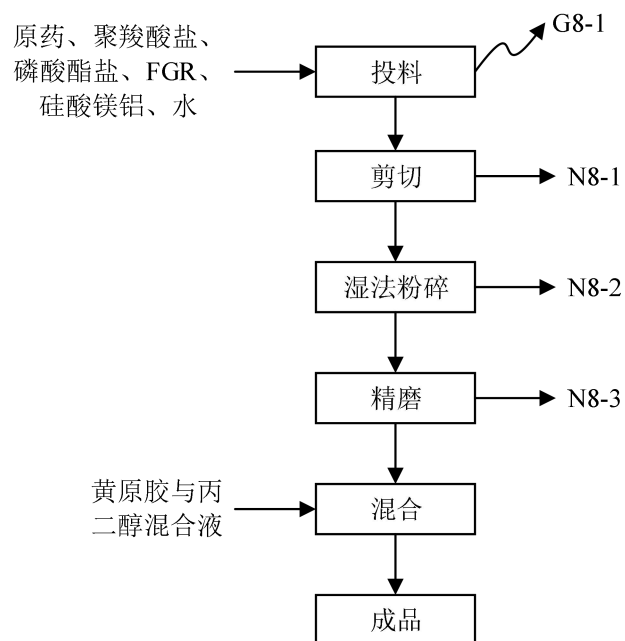 原药、聚羧酸盐、
磷酸酯盐、FGR、
硅酸镁铝、水
投料
G8-1
剪切
N8-1
湿法粉碎
N8-2
精磨
N8-3
黄原胶与丙
二醇混合液
混合
成品